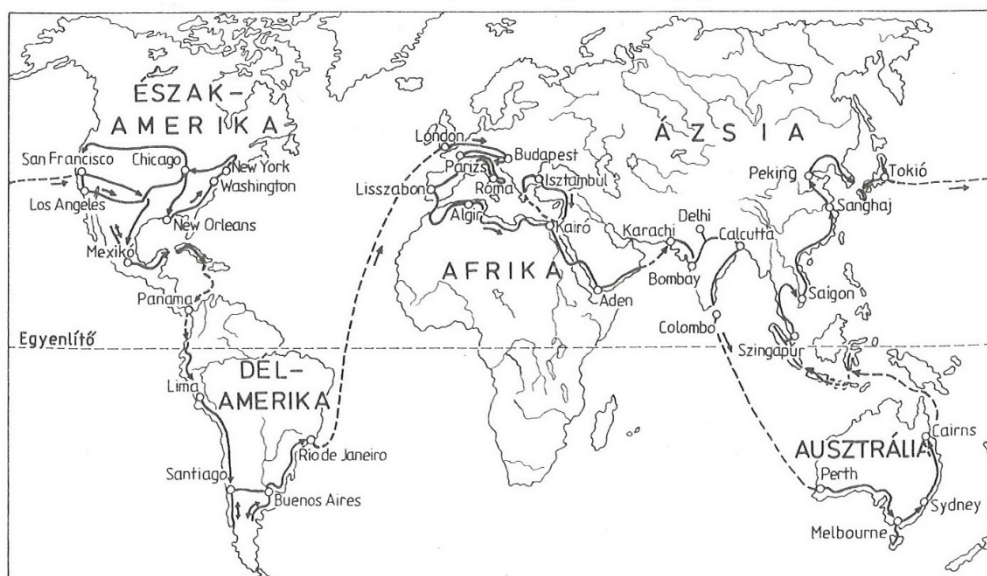 ÉSZAK-
AMERIKA
San Francisco
Chicago
New York
Washington
Los Angeles
New Orleans
Mexikó
Panama
Egyenlítő
DÉL-
AMERIKA
Lima
Santiago
Rio de Janeiro
Buenos Aires
London
Párizs
Budapest
Lisszabon
Róma
Isztambul
Algír
Kairó
AFRIKA
Aden
ÁZSIA
Peking
Tokió
Sanghaj
Delhi
Karachi
Calcutta
Bombay
Saigon
Colombo
Szingapúr
AUSZTRÁLIA
Cairns
Perth
Sydney
Melbourne